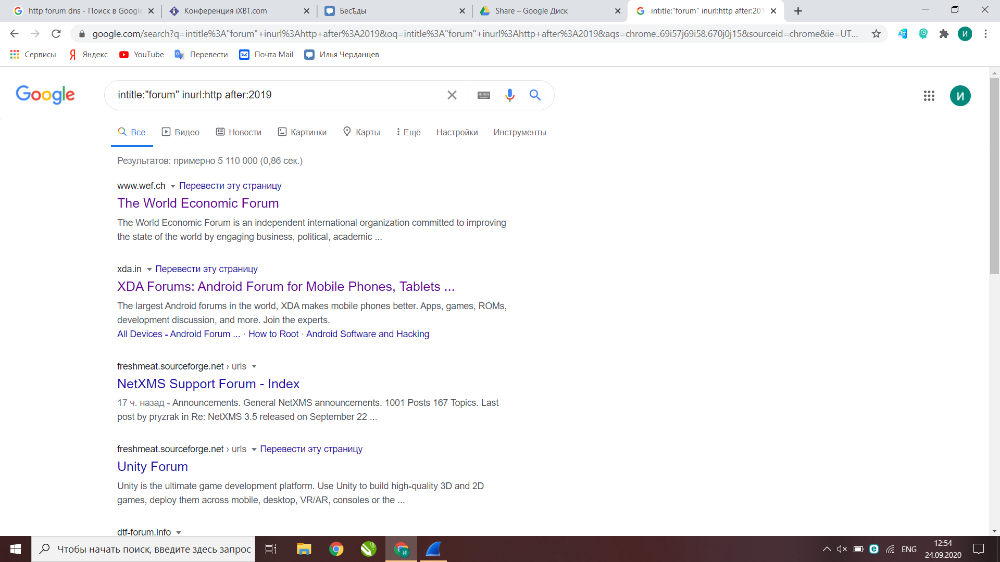 http forum dns - Поиск в Google
Конференция iXBT.com
БесѢды
Share – Google Диск
intitle:"forum" inurl:http after:201
google.com/search?q=intitle%3A"forum"+inurl%3Ahttp+after%3A2019&oq=intitle%3A"forum"+inurl%3Ahttp+after%3A2019&aqs=chrome..69i57j69i58.670j0j15&sourceid=chrome&ie=UT...
И
Сервисы
Яндекс
YouTube
Перевести
Почта Mail
Илья Черданцев
Google
intitle:"forum" inurl:http after:2019
И
Все
Видео
Новости
Картинки
Карты
Ещё
Настройки
Инструменты
Результатов: примерно 5 110 000 (0,86 сек.)
www.wef.ch Перевести эту страницу
The World Economic Forum
The World Economic Forum is an independent international organization committed to improving
the state of the world by engaging business, political, academic ...
xda.in Перевести эту страницу
XDA Forums: Android Forum for Mobile Phones, Tablets ...
The largest Android forums in the world, XDA makes mobile phones better. Apps, games, ROMs,
development discussion, and more. Join the experts.
All Devices - Android Forum ... · How to Root · Android Software and Hacking
freshmeat.sourceforge.net › urls
NetXMS Support Forum - Index
17 ч. назад - Announcements. General NetXMS announcements. 1001 Posts 167 Topics. Last
post by pryzrak in Re: NetXMS 3.5 released on September 22 ...
freshmeat.sourceforge.net › urls Перевести эту страницу
Unity Forum
Unity is the ultimate game development platform. Use Unity to build high-quality 3D and 2D
games, deploy them across mobile, desktop, VR/AR, consoles or the ...
dtf-forum.info
Чтобы начать поиск, введите здесь запрос
ENG
12:54
24.09.2020